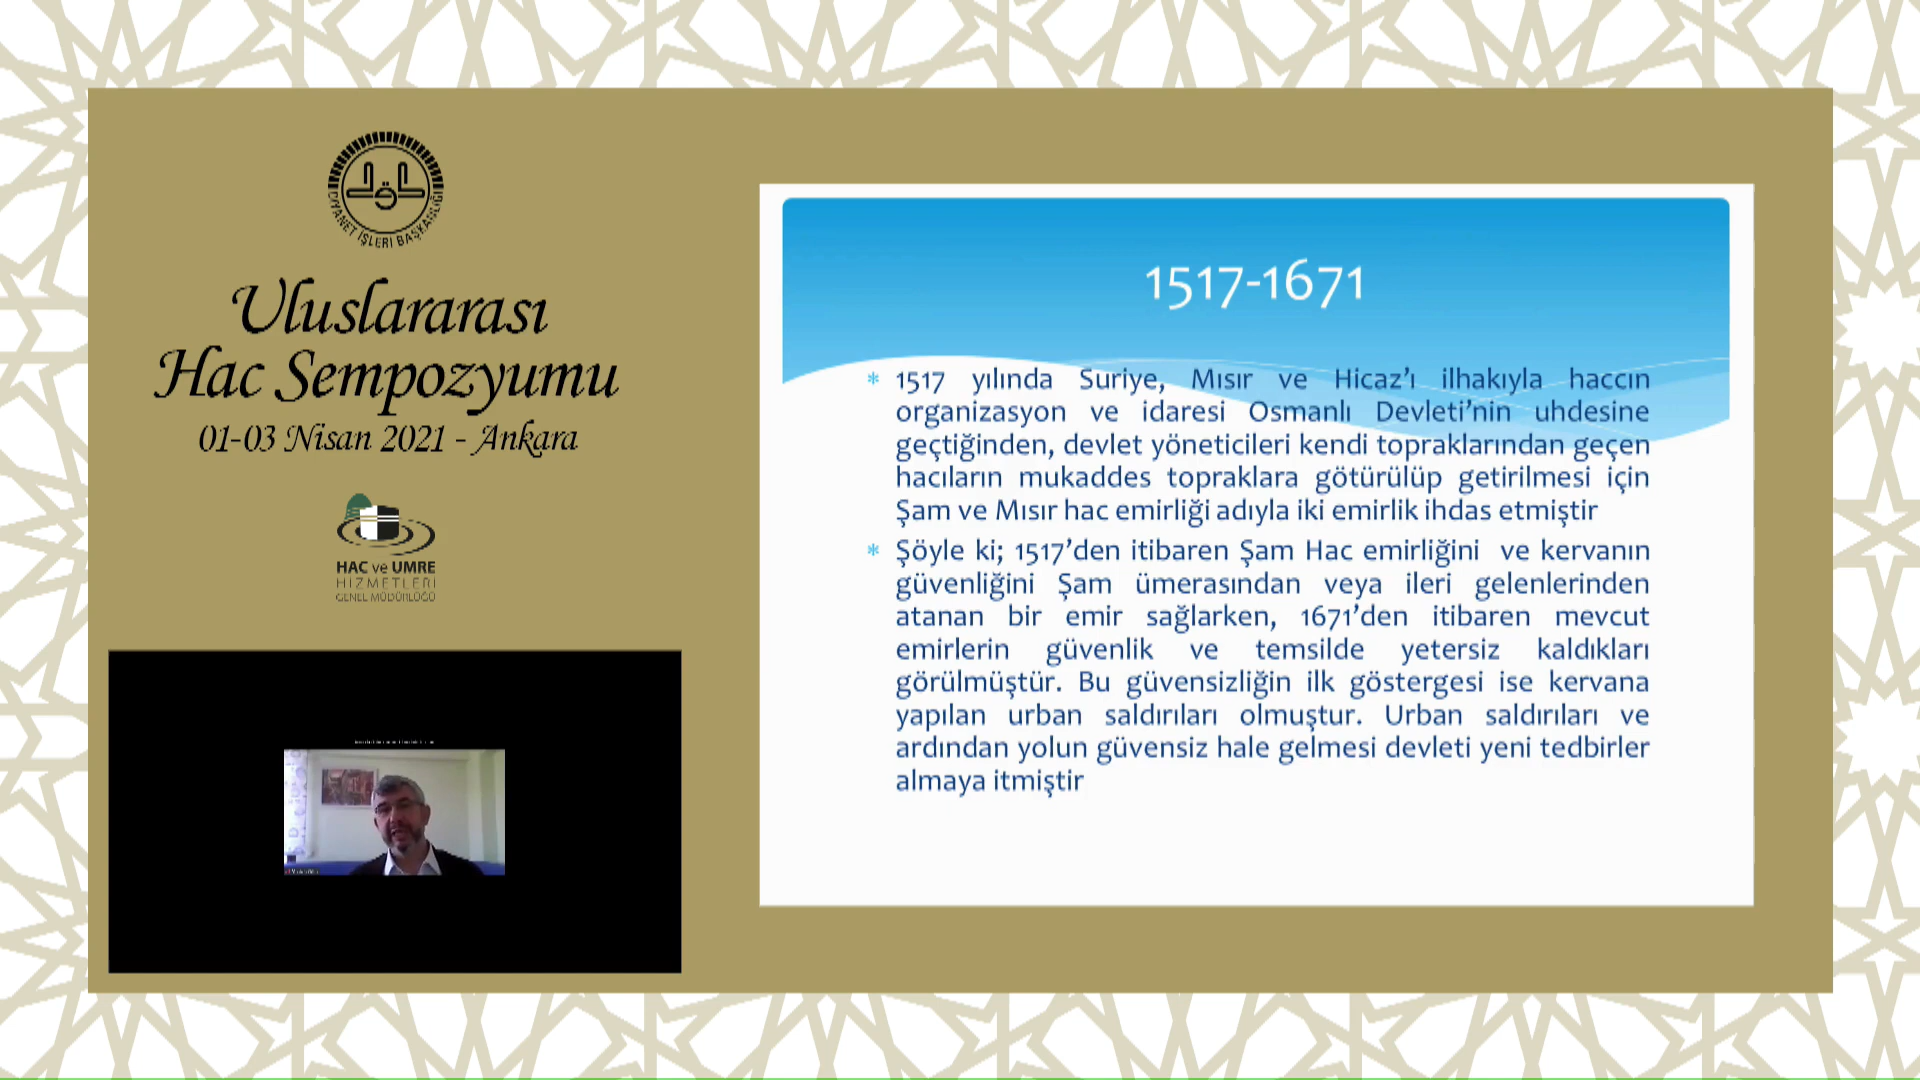 DİYANET İŞLERİ BAŞKANLIĞI
Uluslararası
Hac Sempozyumu
01-03 Nisan 2021 - Ankara
HAC ve UMRE
HİZMETLERİ
GENEL MÜDÜRLÜĞÜ
1517-1671
* 1517 yılında Suriye, Mısır ve Hicaz’ı ilhakıyla haccın
organizasyon ve idaresi Osmanlı Devleti’nin uhdesine
geçtiğinden, devlet yöneticileri kendi topraklarından geçen
hacıların mukaddes topraklara götürülüp getirilmesi için
Şam ve Mısır hac emirliği adıyla iki emirlik ihdas etmiştir
* Şöyle ki; 1517’den itibaren Şam Hac emirliğini ve kervanın
güvenliğini Şam ümerasından veya ileri gelenlerinden
atanan bir emir sağlarken, 1671’den itibaren mevcut
emirlerin güvenlik ve temsilde yetersiz kaldıkları
görülmüştür. Bu güvensizliğin ilk göstergesi ise kervana
yapılan urban saldırıları olmuştur. Urban saldırıları ve
ardından yolun güvensiz hale gelmesi devleti yeni tedbirler
almaya itmiştir